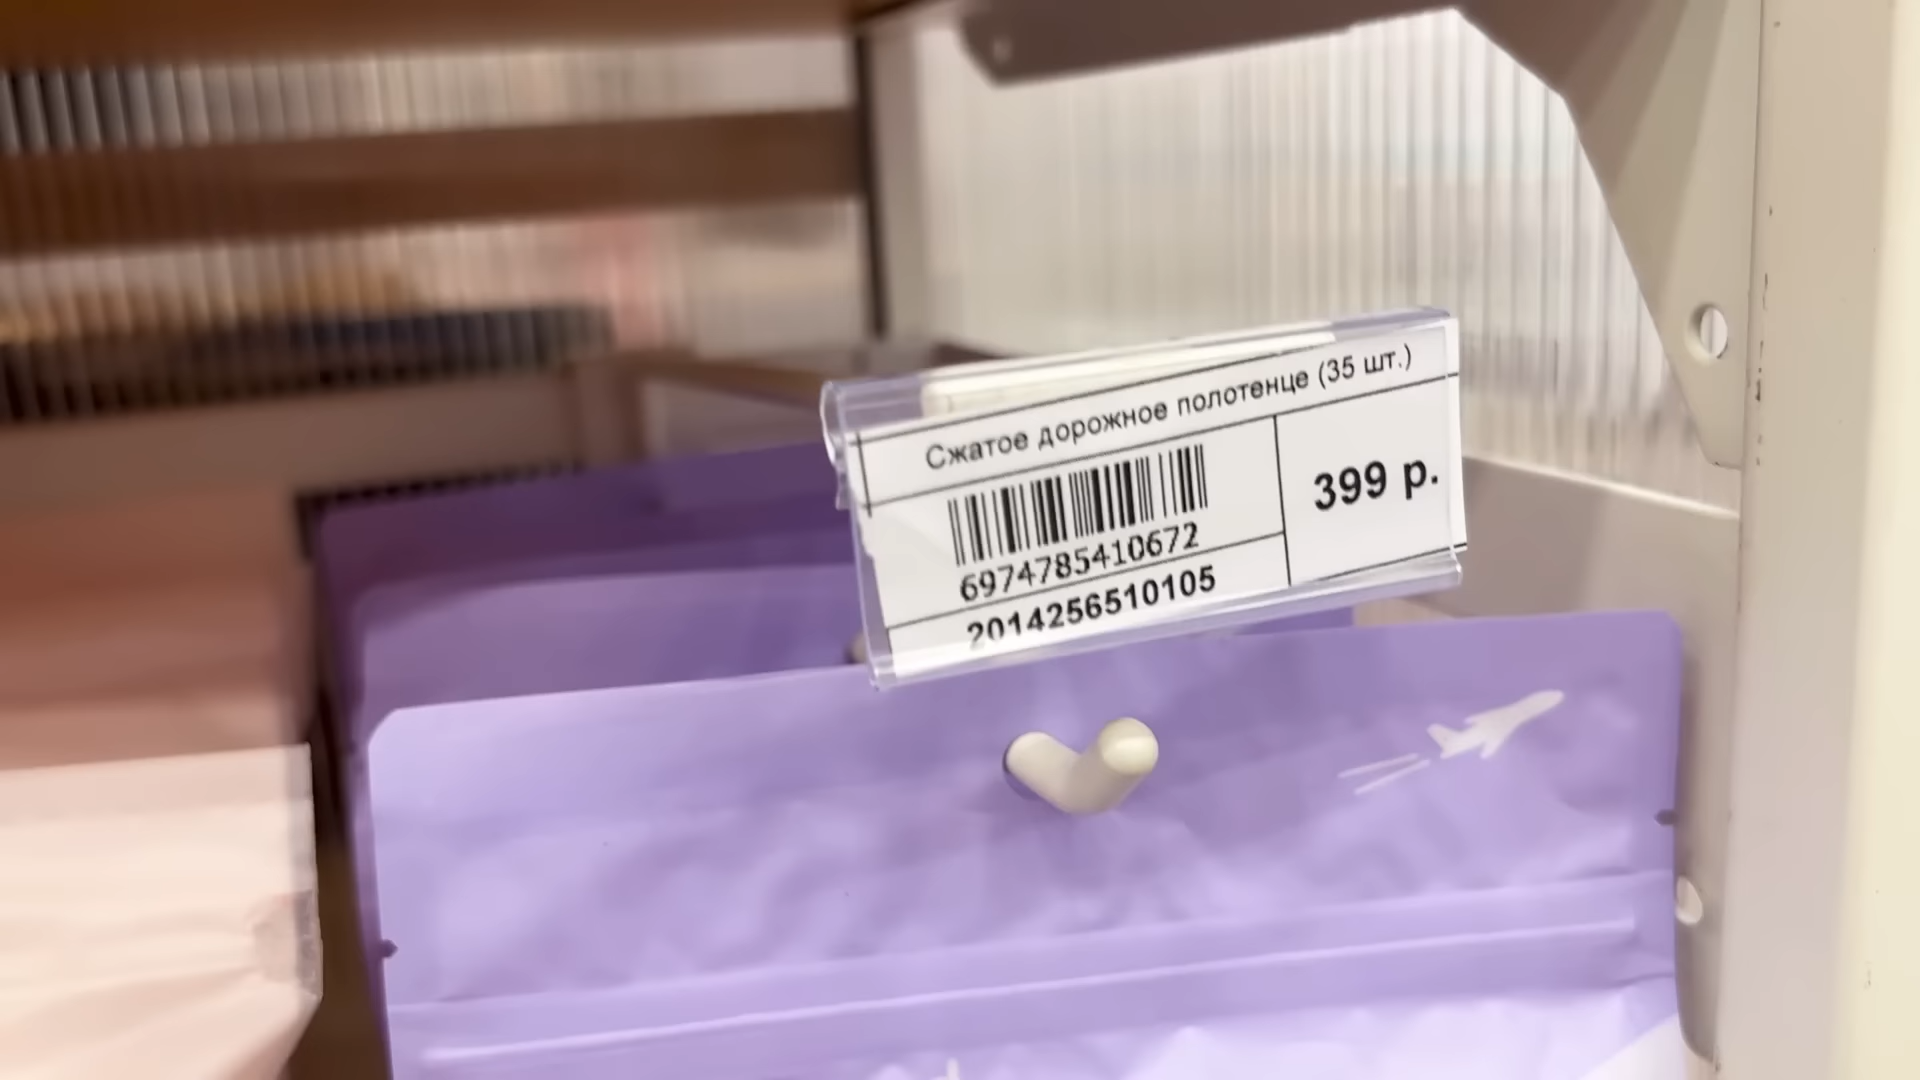 Сжатое дорожное полотенце (35 шт.)
399 р.
6974785410672
2014256510105